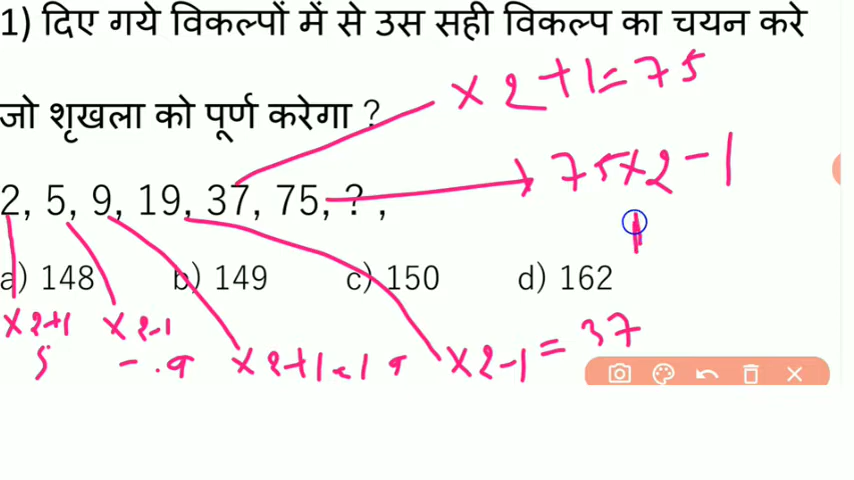 1) दिए गये विकल्पों में से उस सही विकल्प का चयन करे
× 2 + 1 = 75
जो शृखला को पूर्ण करेगा ?
75 × 2 - 1
2, 5, 9, 19, 37, 75, ? ,
a) 148 b) 149 c) 150 d) 162
× 2+1 × 2-1 × 2+1 = 19 × 2-1 = 37
5 9